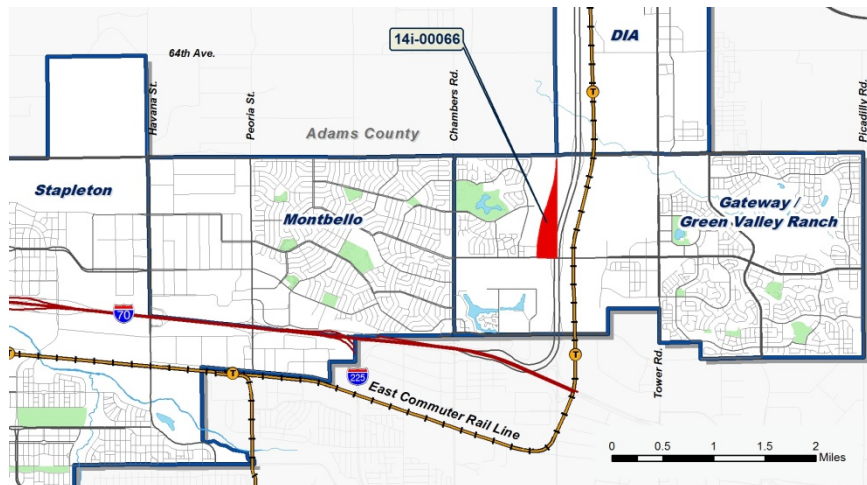 14i-00066
DIA
64th Ave.
Havana St.
Peoria St.
Chambers Rd.
Picadilly Rd.
Adams County
Stapleton
Montbello
Gateway /
Green Valley Ranch
70
225
East Commuter Rail Line
Tower Rd.
T
T
T
T
0 0.5 1 1.5 2
Miles